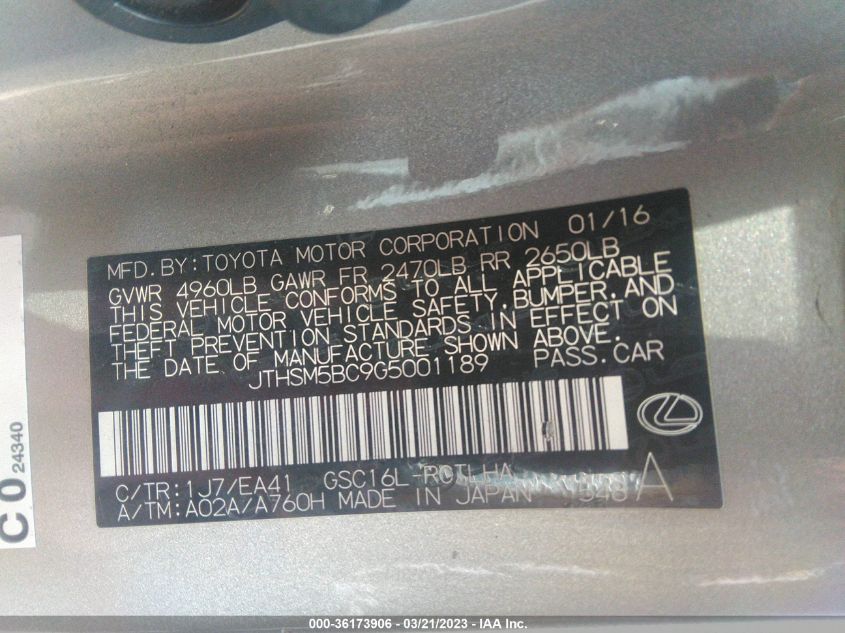 MFD.BY:TOYOTA MOTOR CORPORATION 01/16
GVWR 4960LB GAWR FR 2470LB RR 2650LB
THIS VEHICLE CONFORMS TO ALL APPLICABLE
FEDERAL MOTOR VEHICLE SAFETY,BUMPER,AND
THEFT PREVENTION STANDARDS IN EFFECT ON
THE DATE OF MANUFACTURE SHOWN ABOVE.
JTHSM5BC9G5001189 PASS.CAR
C/TR:1J7/EA41 GSC16L-RCTLHA
A/TM:A02A/A760H MADE IN JAPAN A
C 0 24340
000-36173906 - 03/21/2023 - IAA Inc.